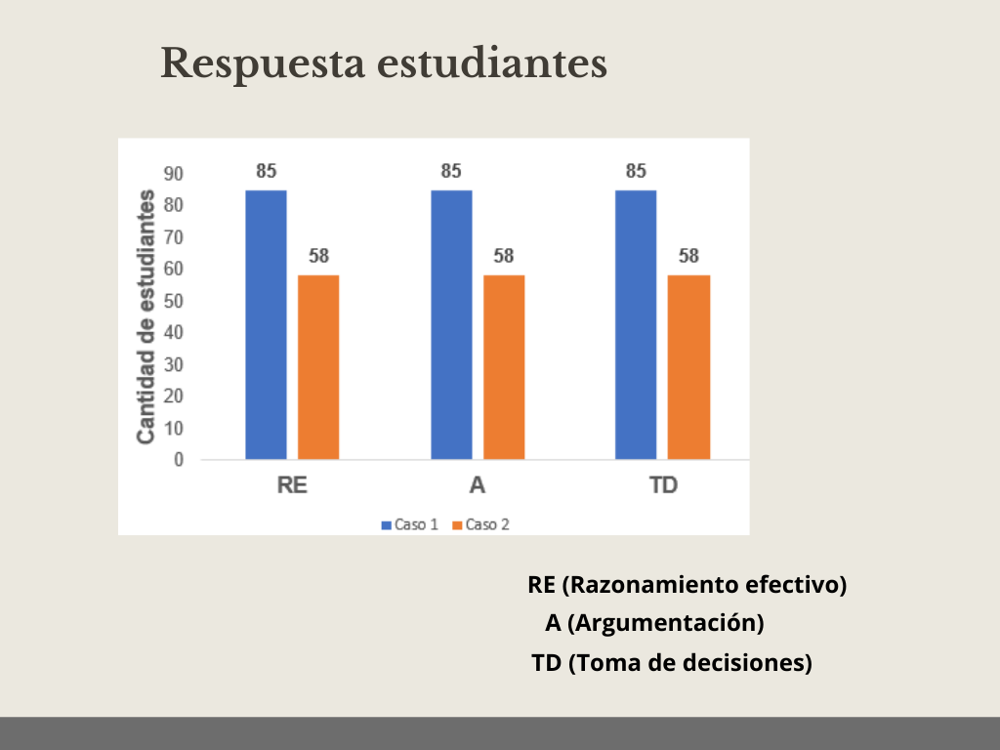 Respuesta estudiantes
85 85 85
58 58 58
Cantidad de estudiantes
90
80
70
60
50
40
30
20
10
0
RE A TD
Caso 1 Caso 2
RE (Razonamiento efectivo)
A (Argumentación)
TD (Toma de decisiones)